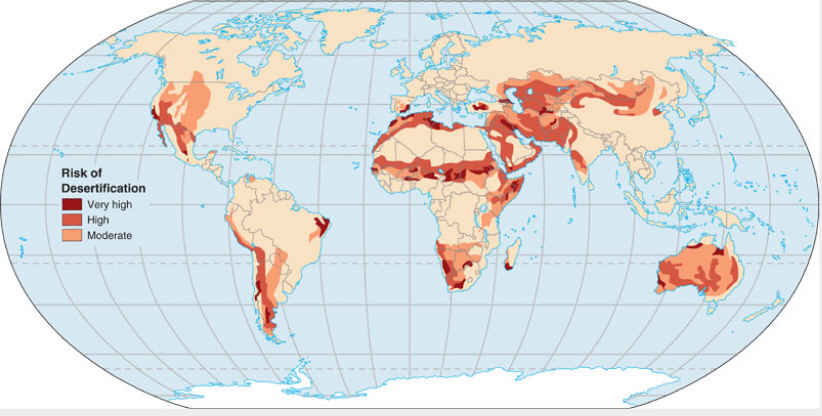 Risk of
Desertification
Very high
High
Moderate